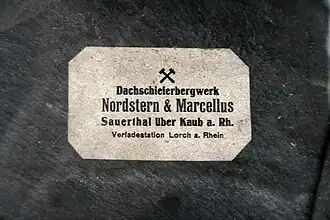 Dachschieferbergwerk
Nordstern & Marcellus
Sauerthal über Kaub a. Rh.
Verladestation Lorch a. Rhein